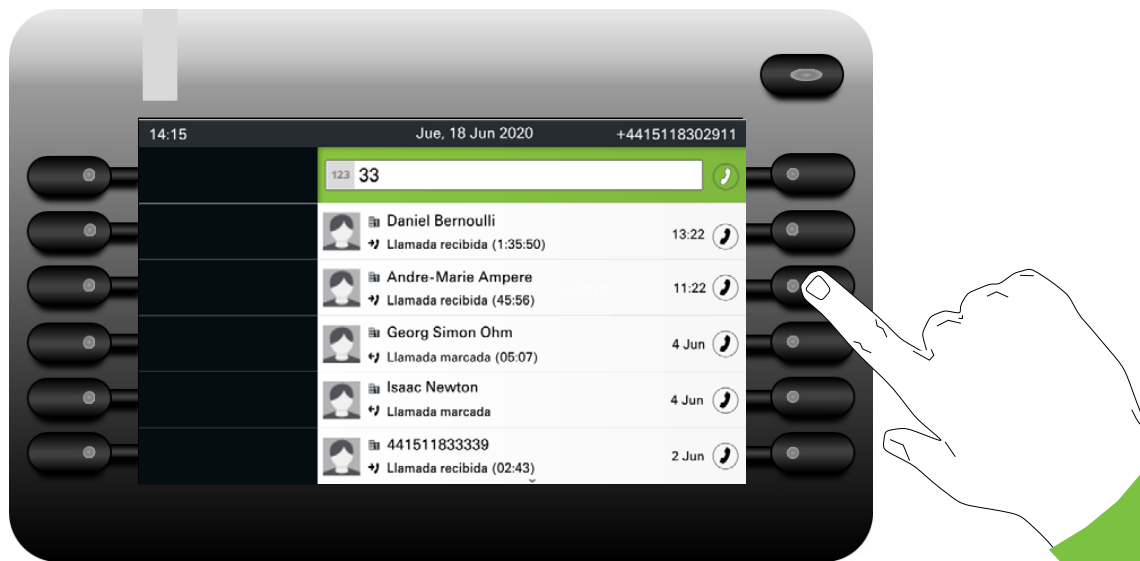 14:15 Jue, 18 Jun 2020 +4415118302911
123 33
Daniel Bernoulli
Llamada recibida (1:35:50) 13:22
Andre-Marie Ampere
Llamada recibida (45:56) 11:22
Georg Simon Ohm
Llamada marcada (05:07) 4 Jun
Isaac Newton
Llamada marcada 4 Jun
441511833339
Llamada recibida (02:43) 2 Jun